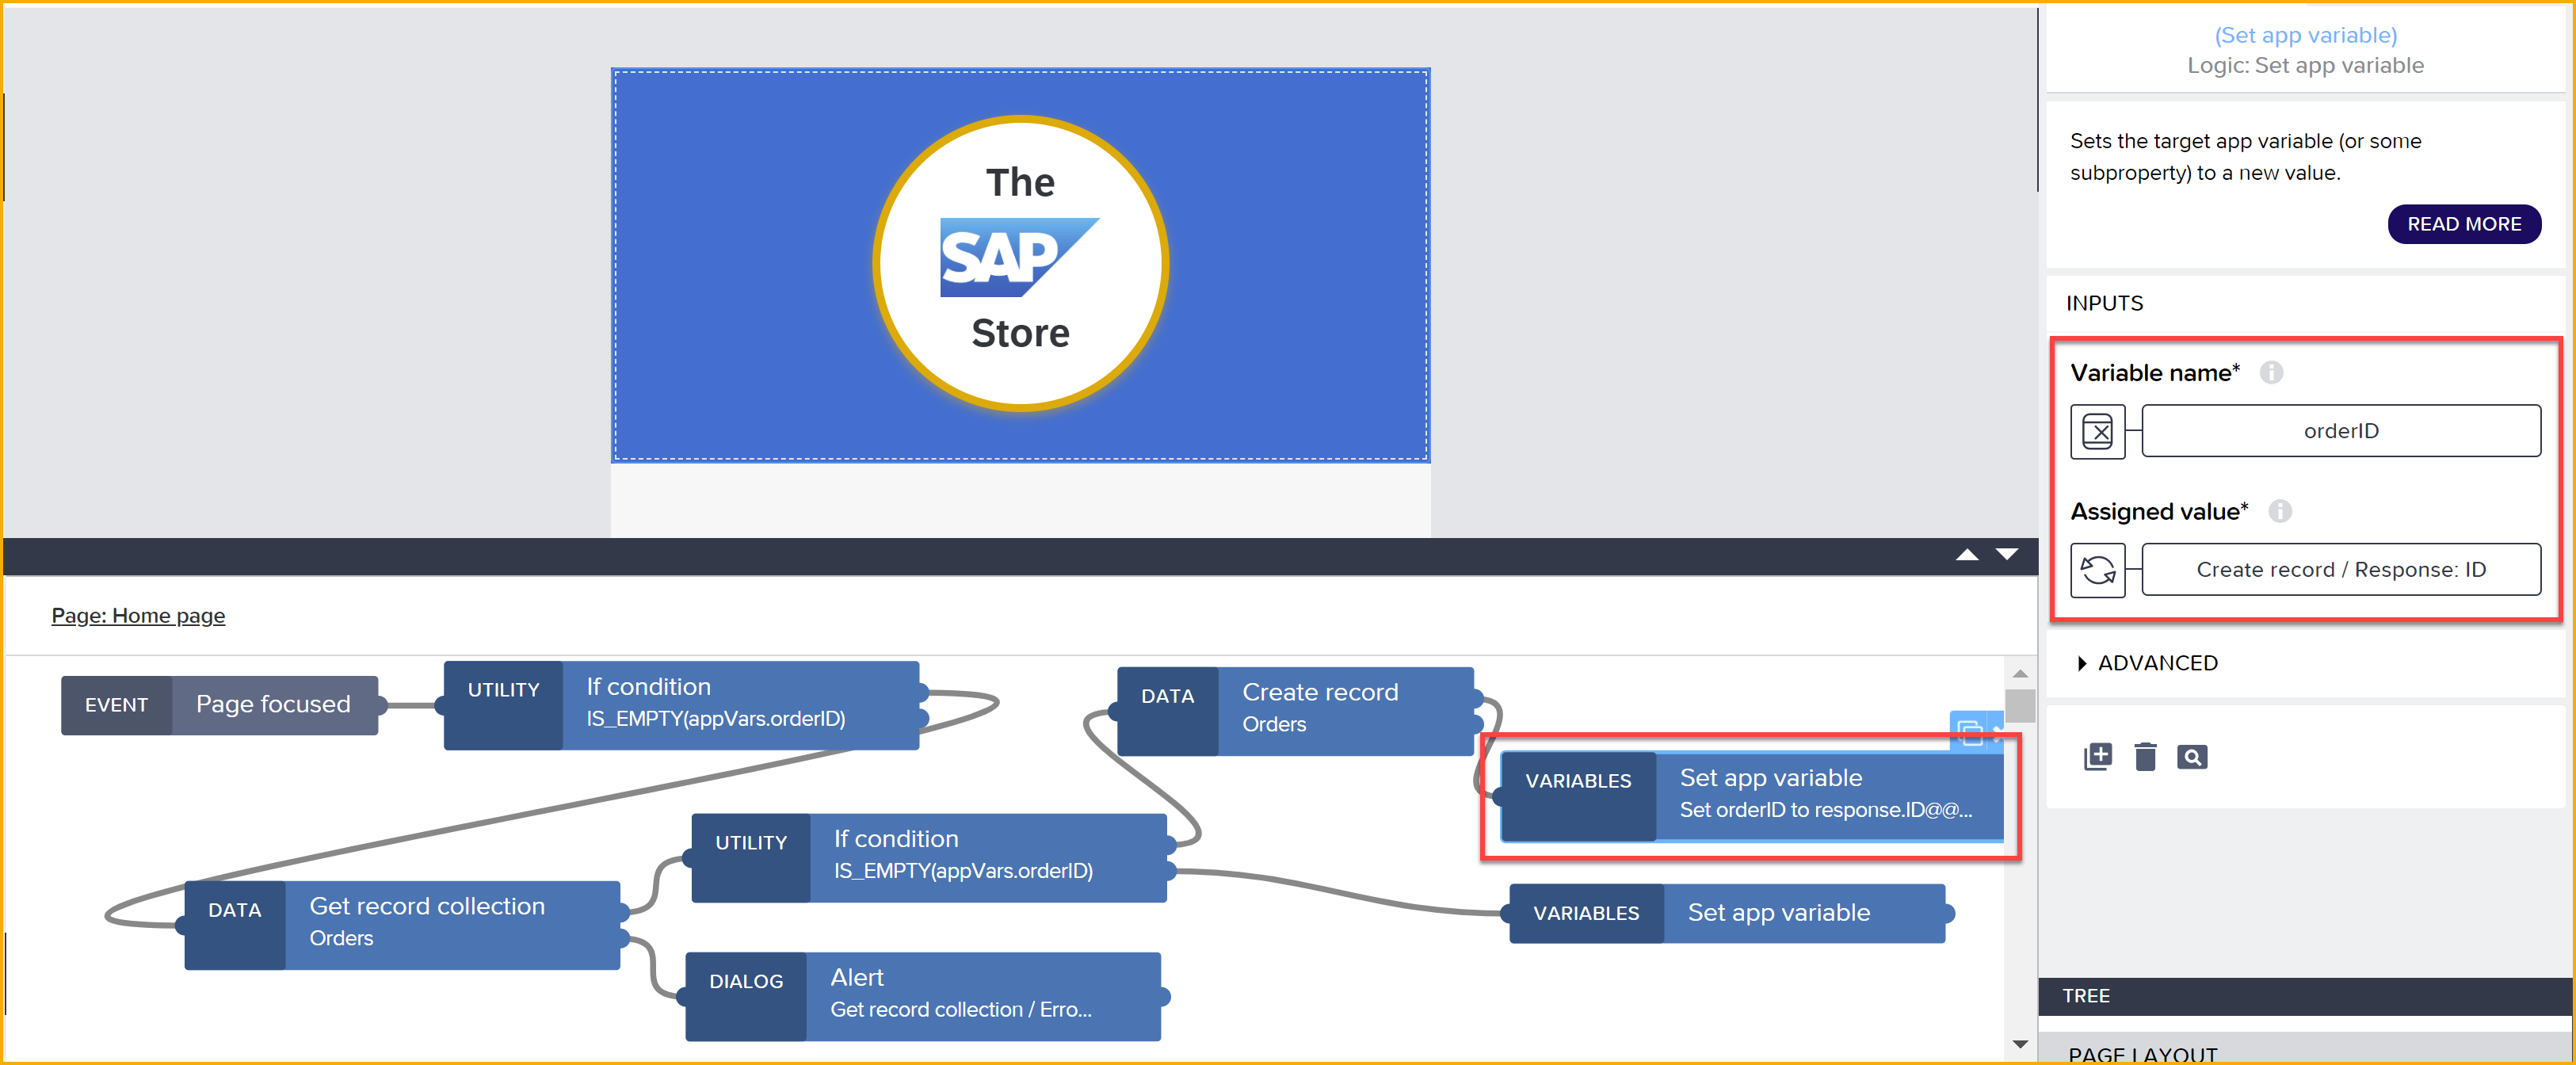 The
SAP
Store
Page: Home page
EVENT
Page focused
UTILITY
If condition
IS_EMPTY(appVars.orderID)
DATA
Create record
Orders
VARIABLES
Set app variable
Set orderID to response.ID@@...
UTILITY
If condition
IS_EMPTY(appVars.orderID)
DATA
Get record collection
Orders
VARIABLES
Set app variable
DIALOG
Alert
Get record collection / Erro...
(Set app variable)
Logic: Set app variable
Sets the target app variable (or some
subproperty) to a new value.
READ MORE
INPUTS
Variable name*
orderID
Assigned value*
Create record / Response: ID
ADVANCED
TREE
PAGE LAYOUT